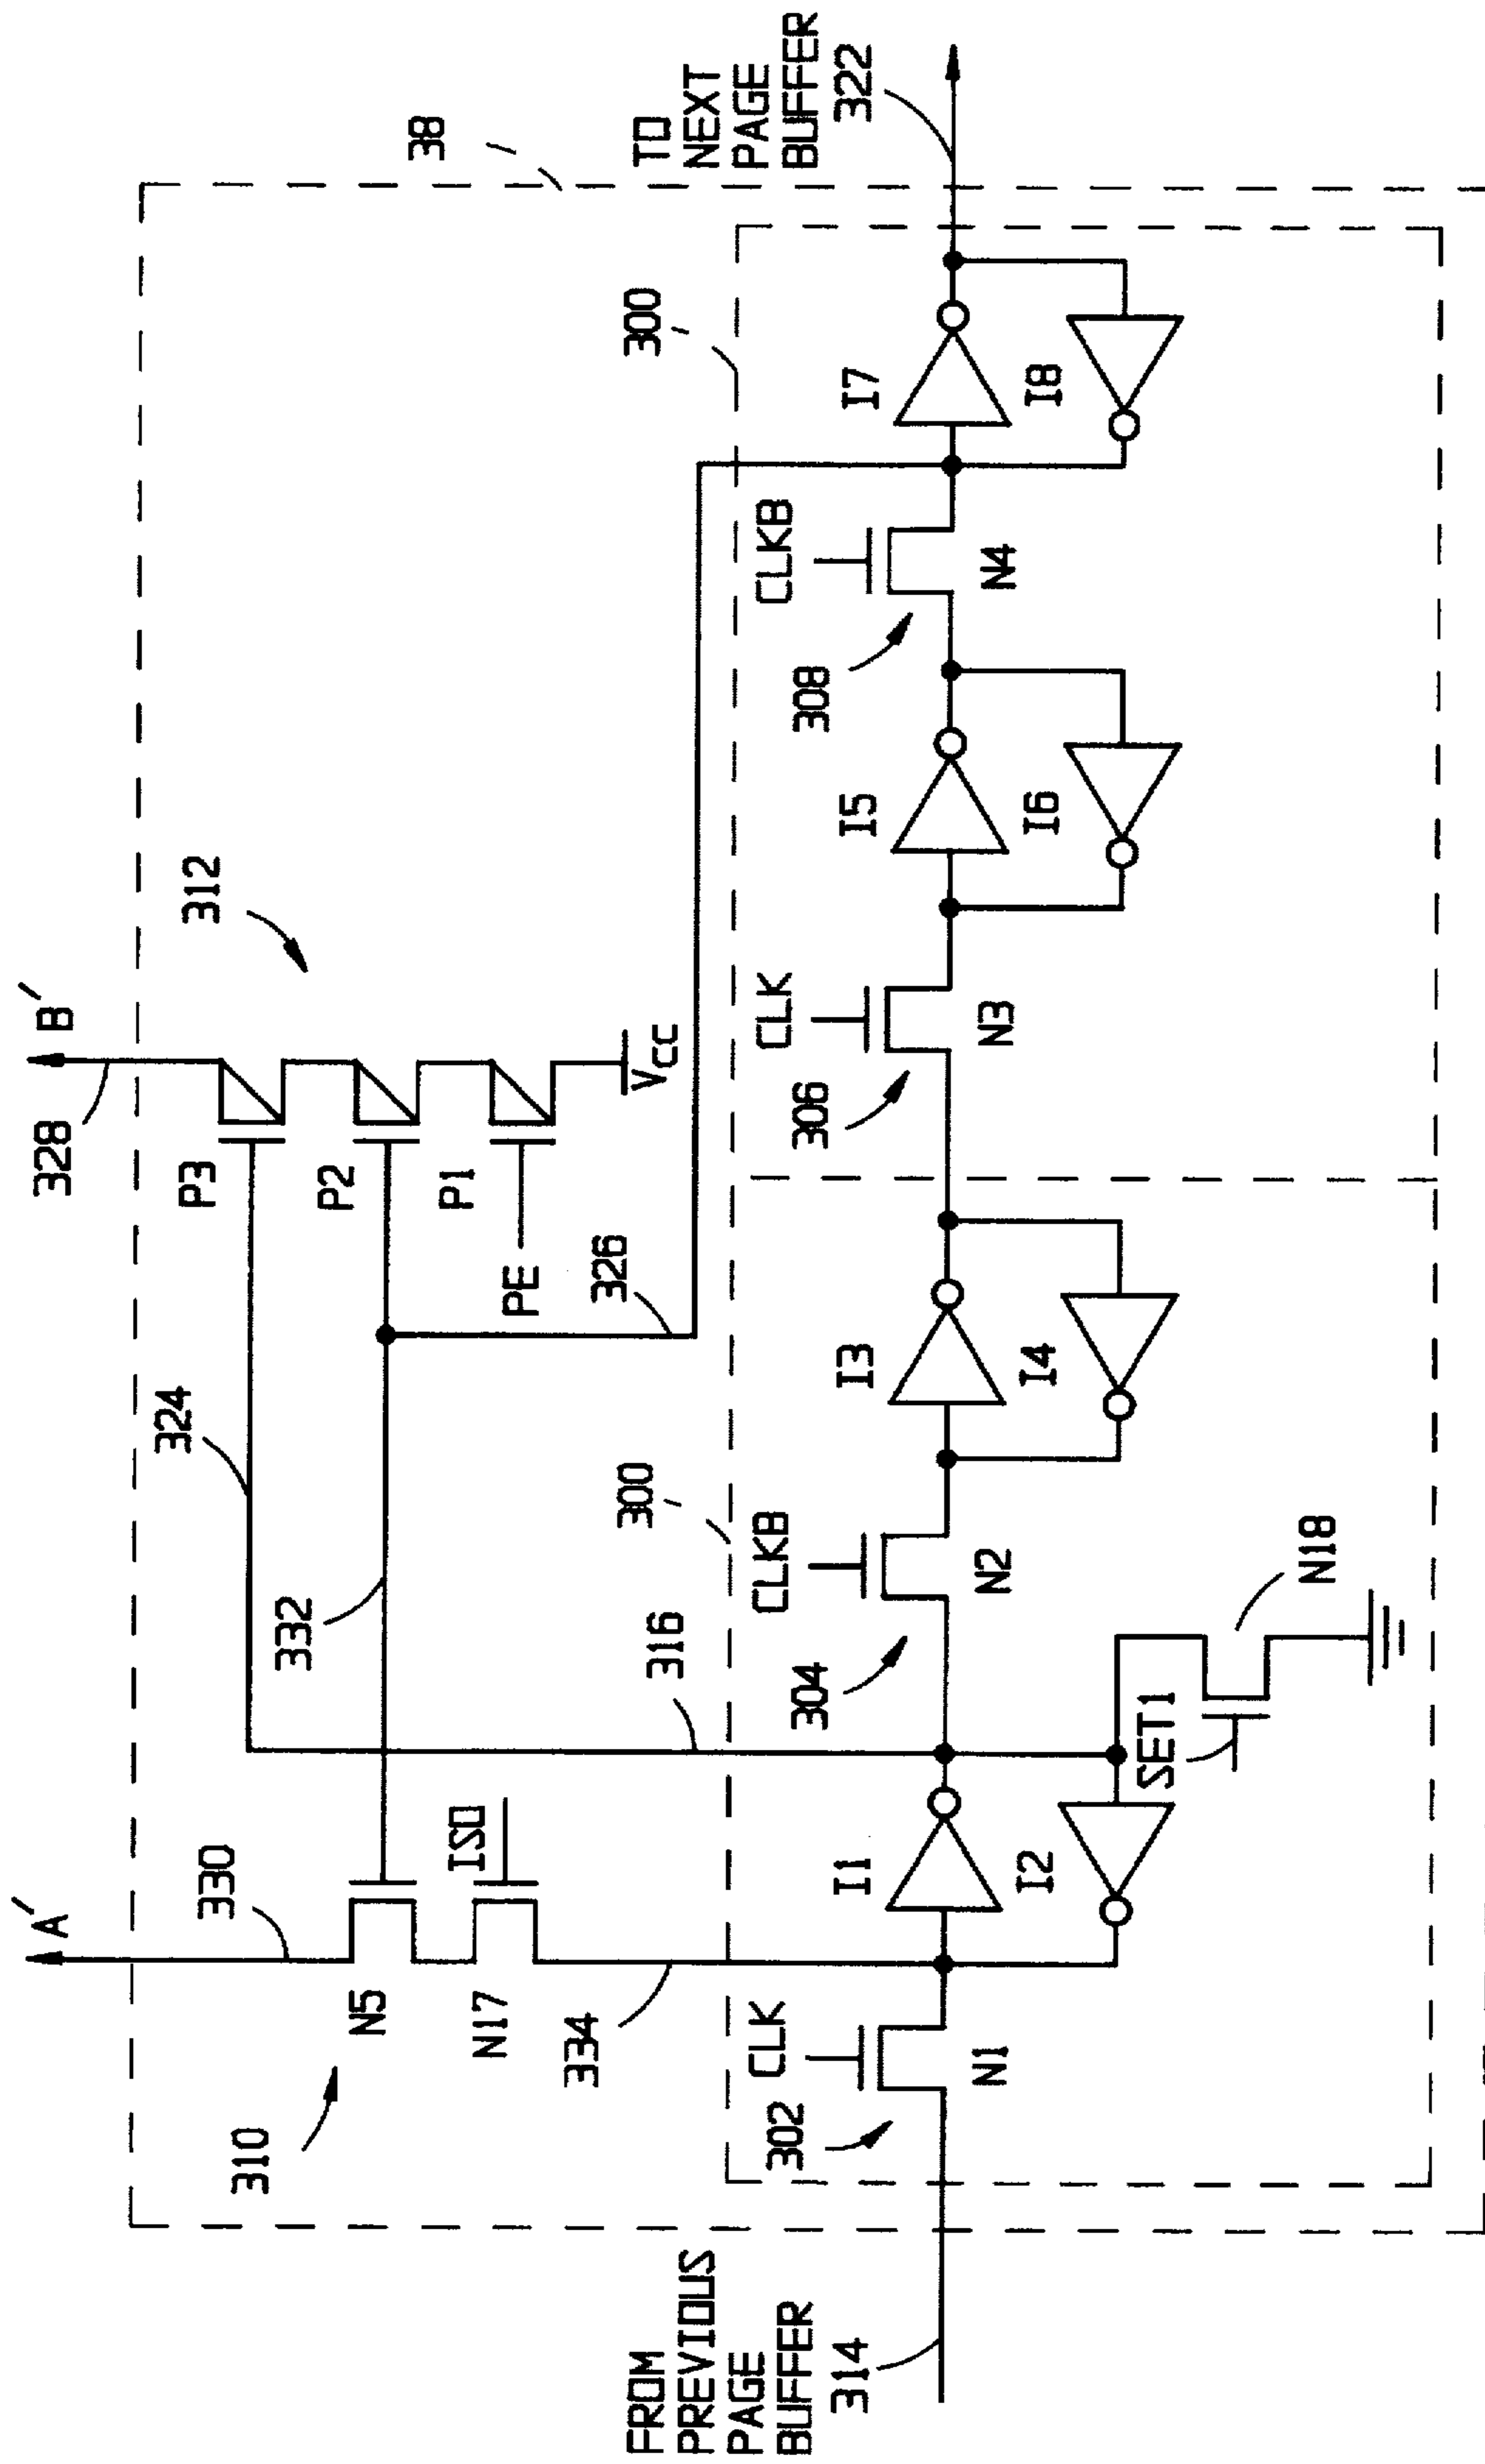 A′
B′
330
328
310
N5
N17
ISO
332
324
P3
P2
P1
PE
VCC
312
38
334
316
326
300
300
TO
NEXT
PAGE
BUFFER
322
FROM
PREVIOUS
PAGE
BUFFER
314
302
CLK
N1
I1
I2
SET1
N18
304
CLKB
N2
I3
I4
306
CLK
N3
I5
I6
308
CLKB
N4
I7
I8